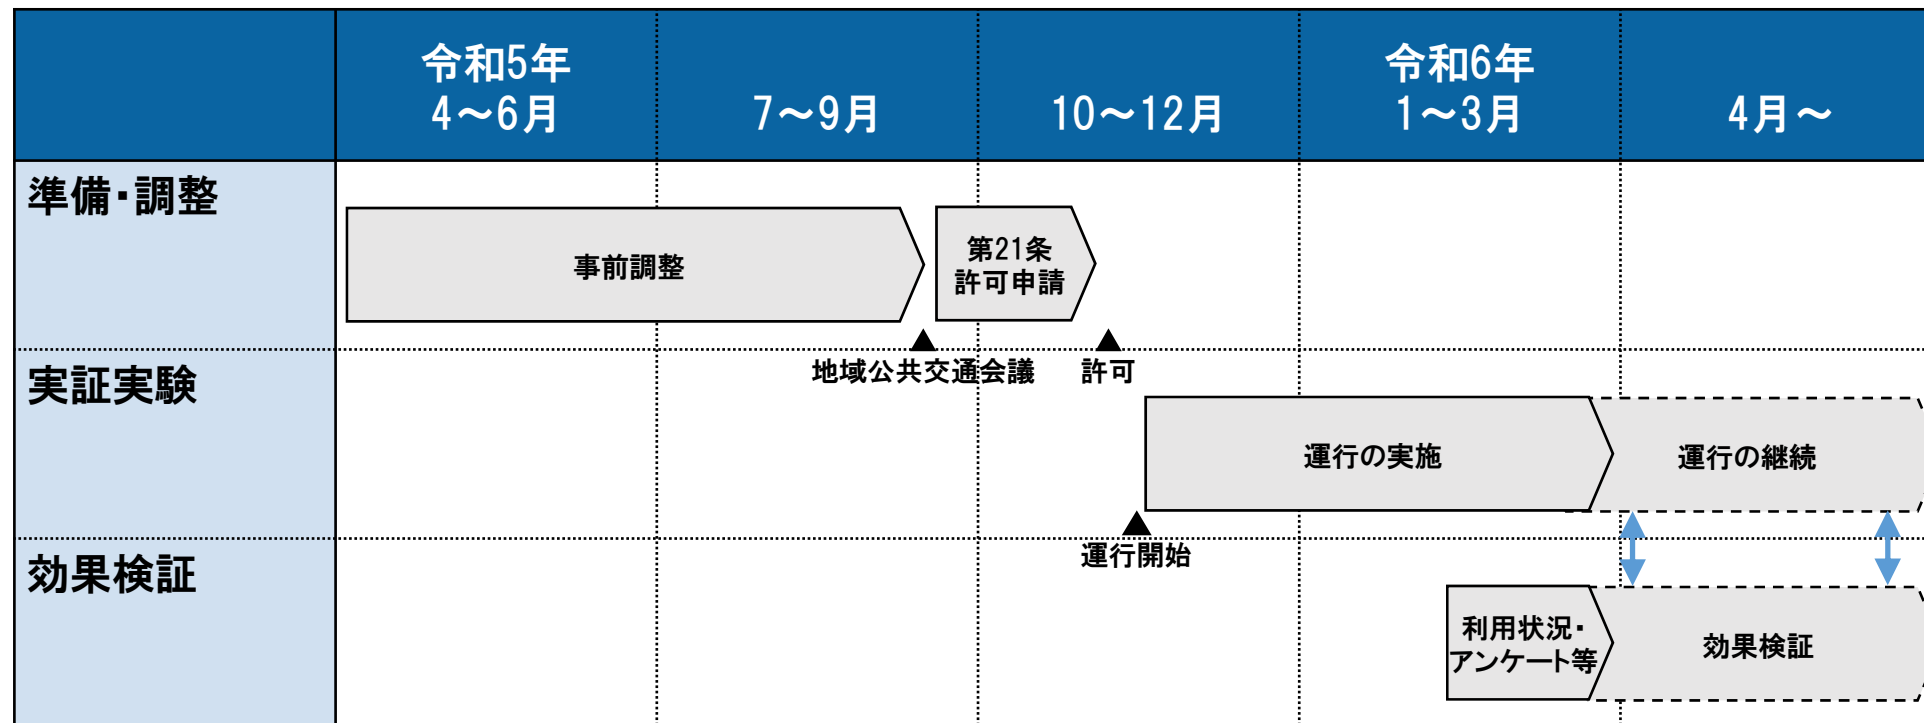 令和5年
4～6月
7～9月
10～12月
令和6年
1～3月
4月～
準備・調整
事前調整
第21条
許可申請
地域公共交通会議
許可
実証実験
運行の実施
運行の継続
運行開始
効果検証
利用状況・
アンケート等
効果検証